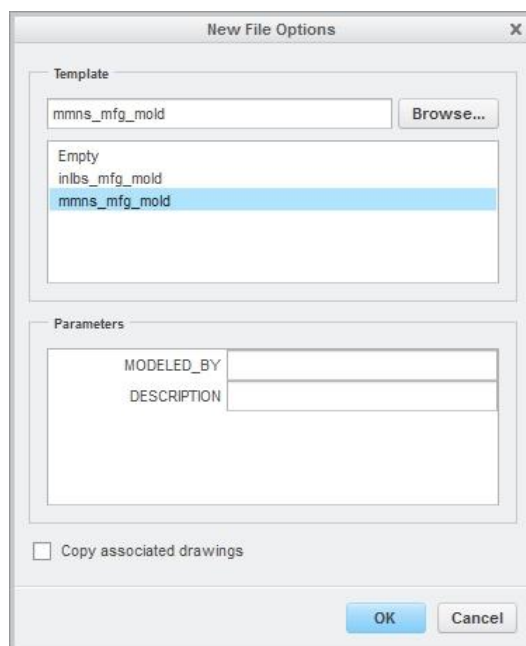 New File Options
Template
mmns_mfg_mold
Browse...
Empty
inlbs_mfg_mold
mmns_mfg_mold
Parameters
MODELED_BY
DESCRIPTION
Copy associated drawings
OK Cancel